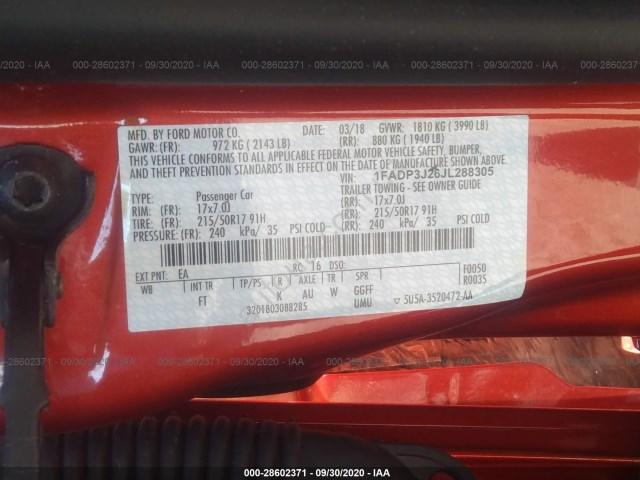 000-28602371 - 09/30/2020 - IAA
MFD. BY FORD MOTOR CO.
DATE: 03/18 GVWR: 1810 KG ( 3990 LB)
GAWR: (FR): 972 KG ( 2143 LB) (RR): 880 KG ( 1940 LB)
THIS VEHICLE CONFORMS TO ALL APPLICABLE FEDERAL MOTOR VEHICLE SAFETY, BUMPER,
AND THEFT PREVENTION STANDARDS IN EFFECT ON THE DATE OF MANUFACTURE SHOWN ABOVE.
VIN: 1FADP3J26JL288305
TYPE: Passenger Car TRAILER TOWING - SEE OWNER GUIDE
RIM: (FR): 17x7.0J (RR): 17x7.0J
TIRE: (FR): 215/50R17 91H (RR): 215/50R17 91H
PRESSURE: (FR): 240 kPa/ 35 PSI COLD (RR): 240 kPa/ 35 PSI COLD
EXT PNT: EA RC: 16 DSO:
WB INT TR TP/PS R AXLE TR SPR F0050
FT K AU W GGFF R0035
UMU
3201803088285 5U5A-3520472-AA
000-28602371 - 09/30/2020 - IAA